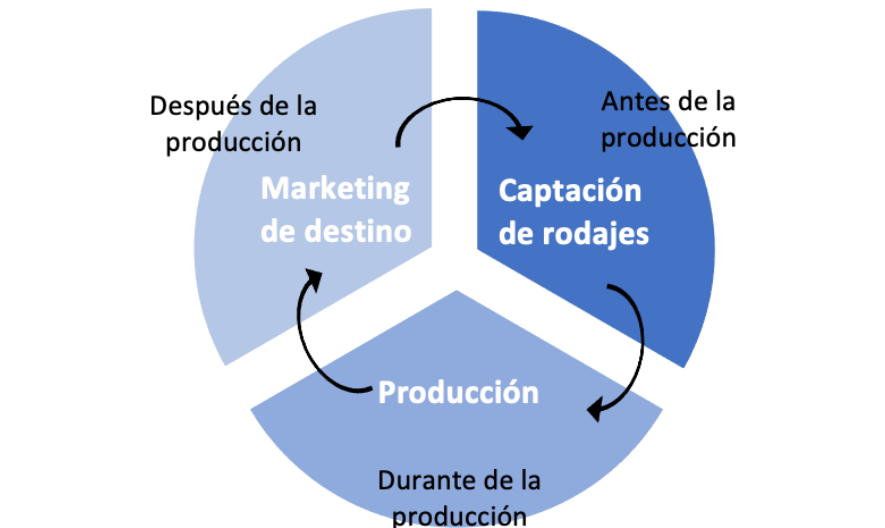 Después de la
producción
Marketing
de destino
Antes de la
producción
Captación
de rodajes
Producción
Durante de la
producción